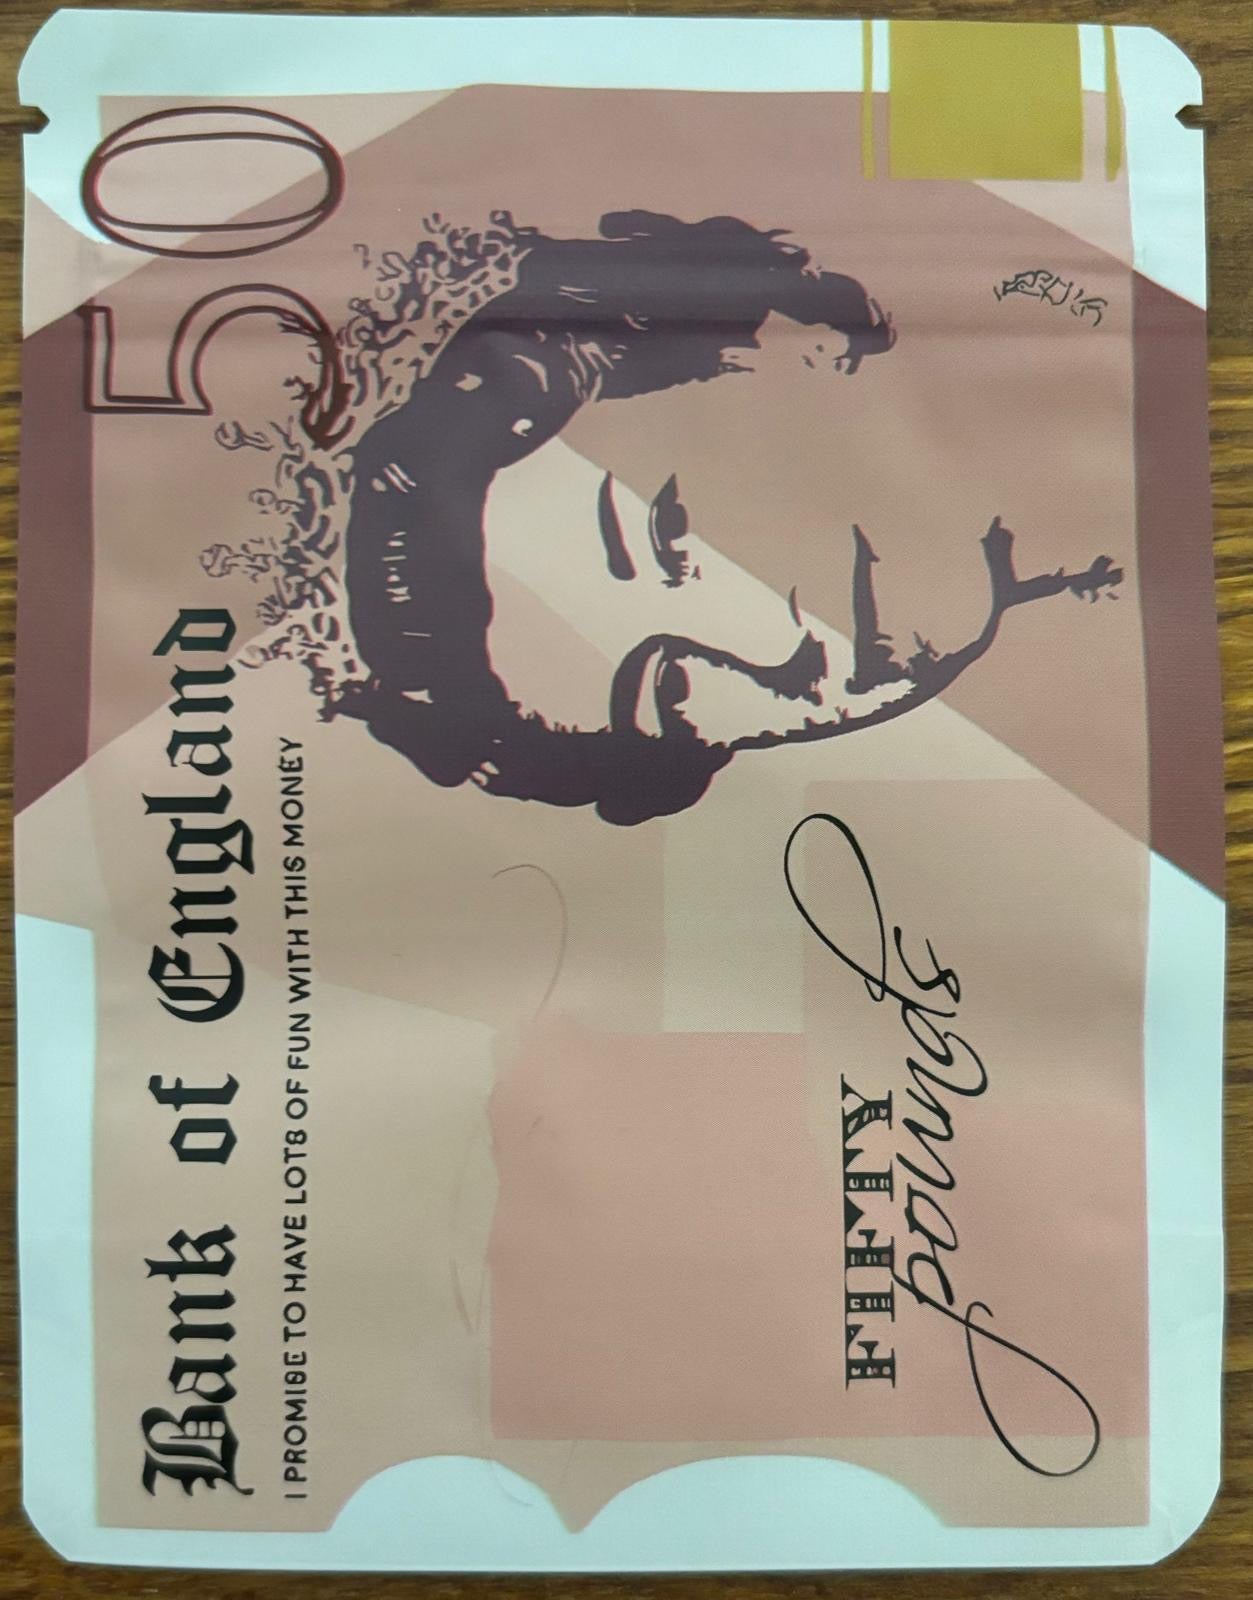 Bank of England
I PROMISE TO HAVE LOTS OF FUN WITH THIS MONEY
50
FIFTY
pounds